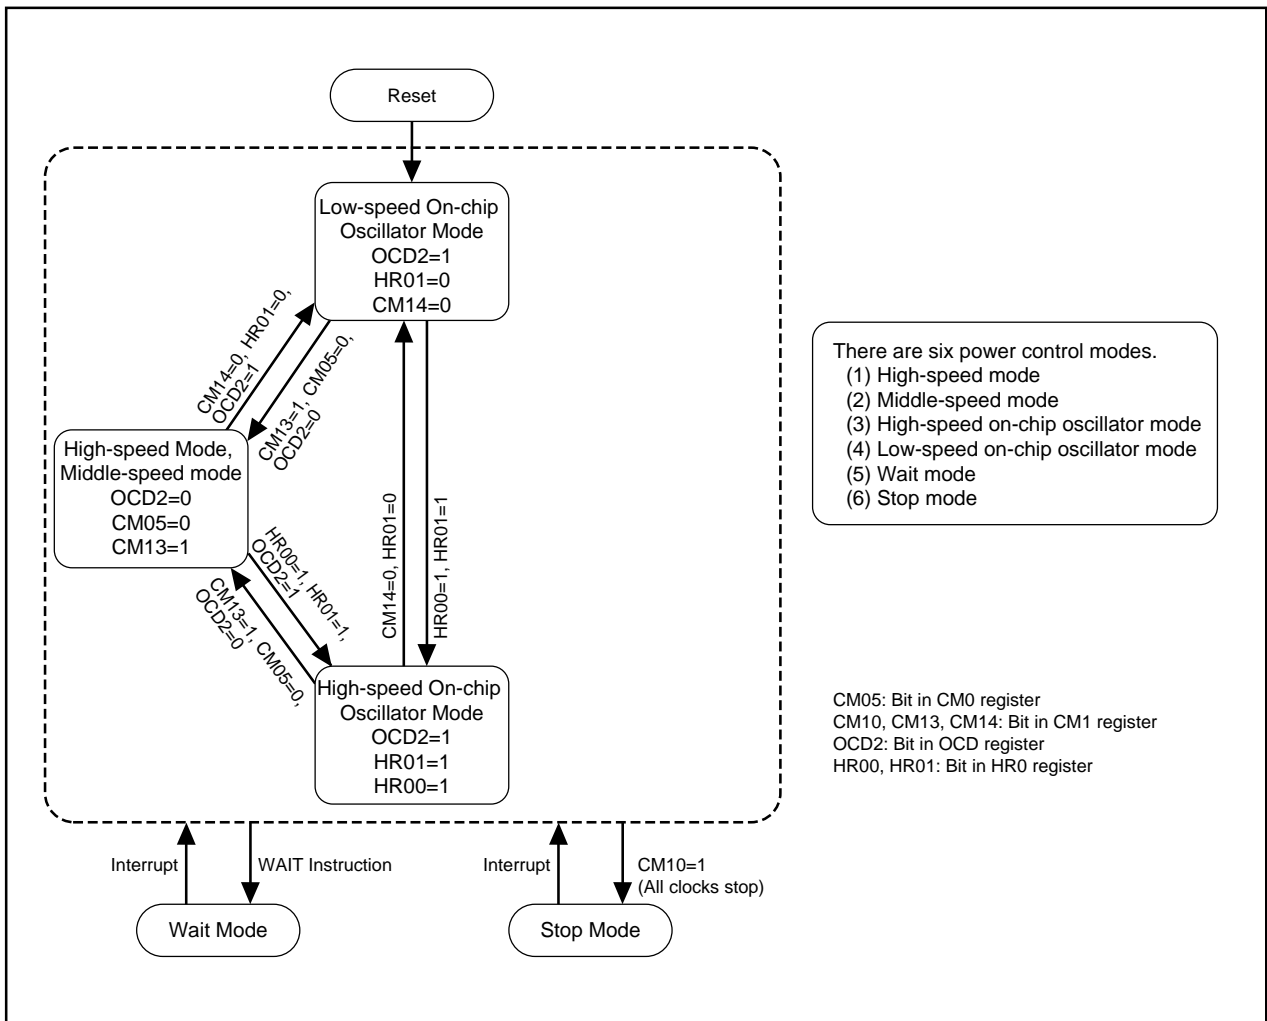 Reset
Low-speed On-chip
Oscillator Mode
OCD2=1
HR01=0
CM14=0
CM14=0, HR01=0,
OCD2=1
CM13=1, CM05=0,
OCD2=0
High-speed Mode,
Middle-speed mode
OCD2=0
CM05=0
CM13=1
HR00=1, HR01=1,
OCD2=1
CM13=1, CM05=0,
OCD2=0
CM14=0, HR01=0
HR00=1, HR01=1
High-speed On-chip
Oscillator Mode
OCD2=1
HR01=1
HR00=1
There are six power control modes.
(1) High-speed mode
(2) Middle-speed mode
(3) High-speed on-chip oscillator mode
(4) Low-speed on-chip oscillator mode
(5) Wait mode
(6) Stop mode
CM05: Bit in CM0 register
CM10, CM13, CM14: Bit in CM1 register
OCD2: Bit in OCD register
HR00, HR01: Bit in HR0 register
Interrupt
WAIT Instruction
Interrupt
CM10=1
(All clocks stop)
Wait Mode
Stop Mode